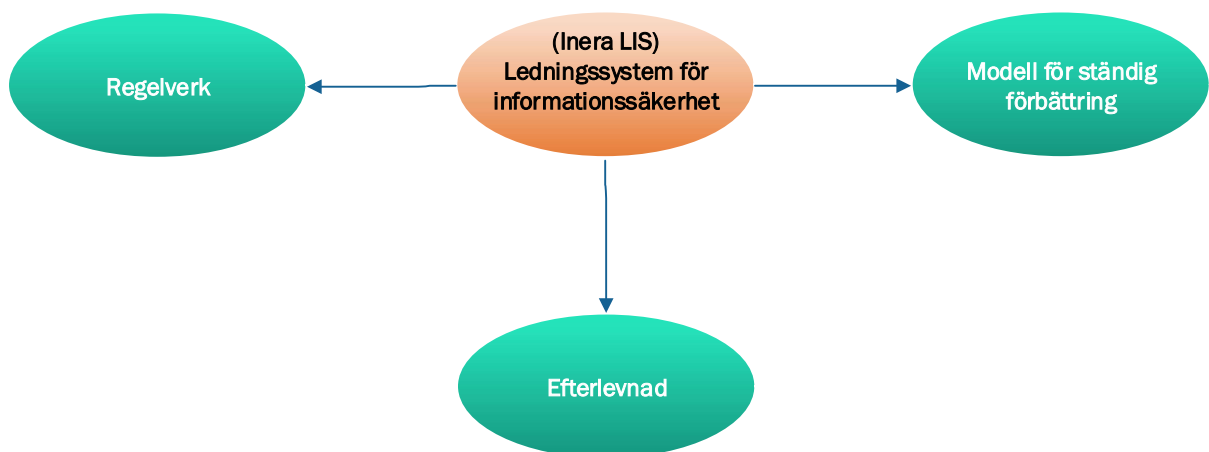 Regelverk
(Inera LIS)
Ledningssystem för
informationssäkerhet
Modell för ständig
förbättring
Efterlevnad